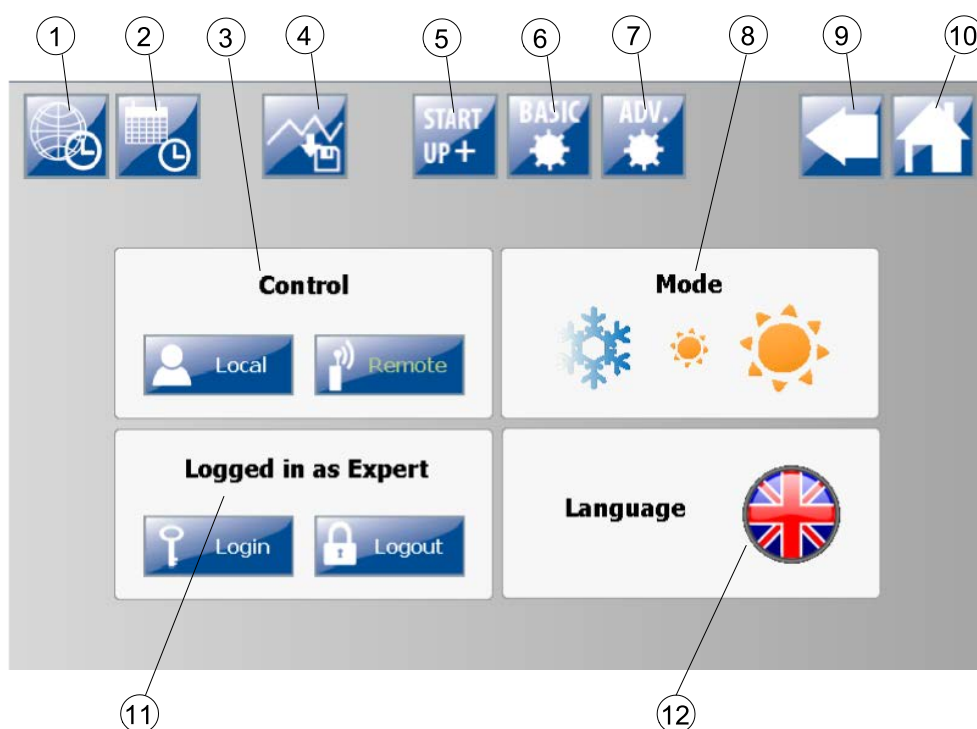 1 2 3 4 5 6 7 8 9 10
START UP+
BASIC
ADV.
Control
Local
Remote
Mode
Logged in as Expert
Login
Logout
Language
11 12